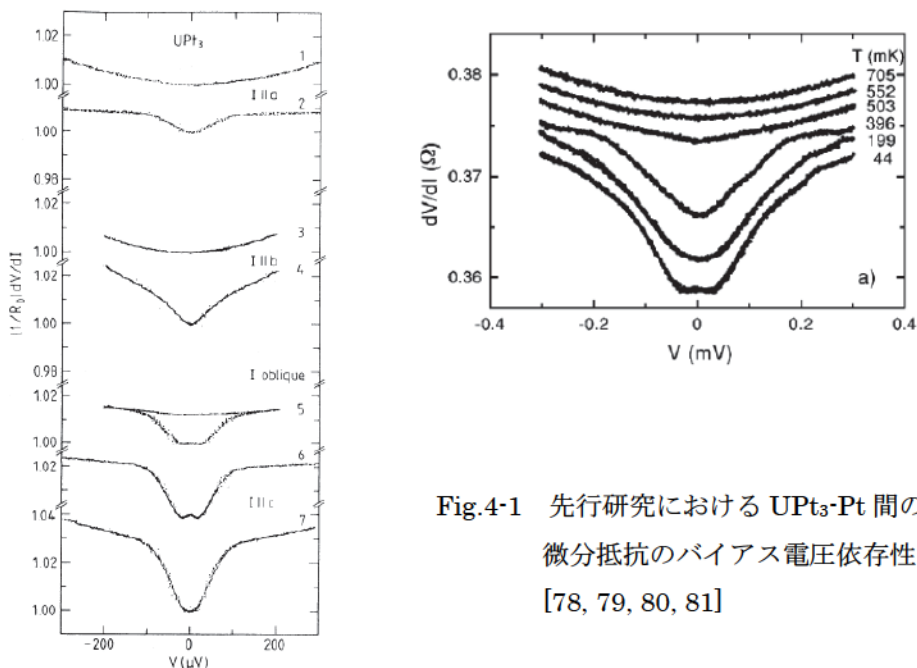 UPt₃
1.02
1.00
1
I II a
2
1.00
0.98
1.02
3
1.00
I II b
4
1.02
1.00
0.98
I oblique
1.02
5
1.00
6
1.02
I II c
1.04
7
1.02
1.00
(1/R₀)dV/dI
-200
0
200
V(μV)
T (mK)
705
552
503
396
199
44
0.38
0.37
0.36
dV/dI (Ω)
a)
-0.4
-0.2
0
0.2
0.4
V (mV)
Fig.4-1 先行研究における UPt₃-Pt 間の
微分抵抗のバイアス電圧依存性
[78, 79, 80, 81]